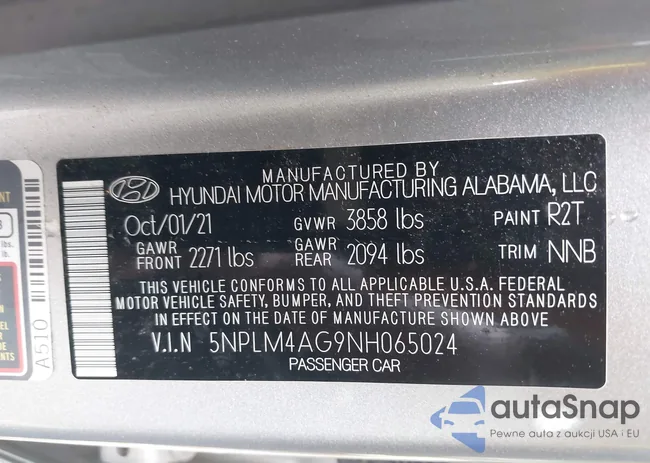 MANUFACTURED BY
HYUNDAI MOTOR MANUFACTURING ALABAMA, LLC
Oct/01/21 GVWR 3858 lbs PAINT R2T
GAWR FRONT 2271 lbs GAWR REAR 2094 lbs TRIM NNB
THIS VEHICLE CONFORMS TO ALL APPLICABLE U.S.A. FEDERAL
MOTOR VEHICLE SAFETY, BUMPER, AND THEFT PREVENTION STANDARDS
IN EFFECT ON THE DATE OF MANUFACTURE SHOWN ABOVE.
V.I.N 5NPLM4AG9NH065024
PASSENGER CAR
A510
autaSnap
Pewne auta z aukcji USA i EU